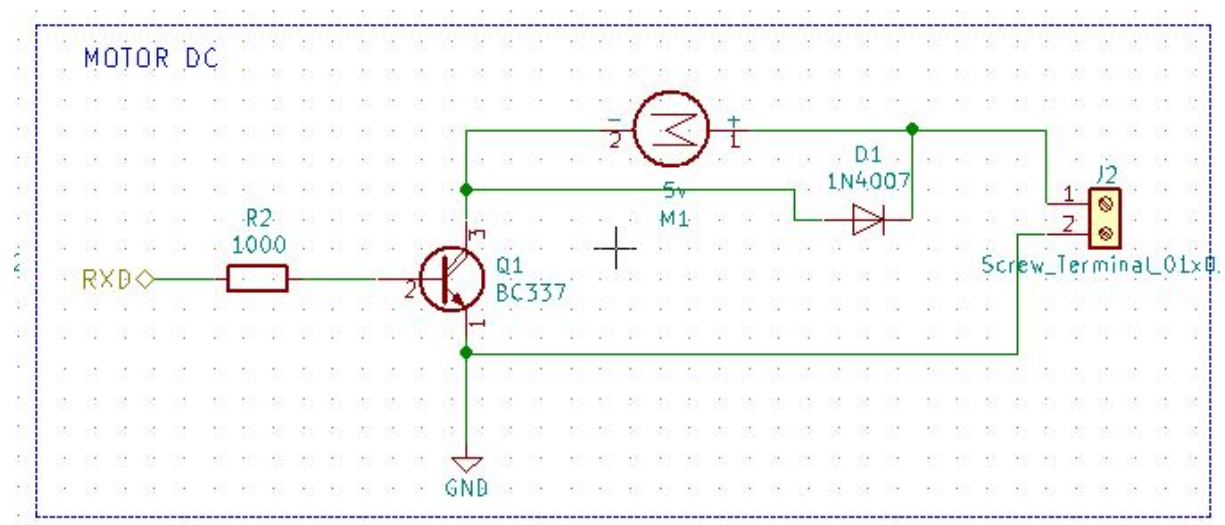 MOTOR DC
- +
2 1
D1
1N4007
J2
1
2
5v
M1
R2
1000
3
Q1
BC337
RXD
2
1
Screw_Terminal_01x0
GND